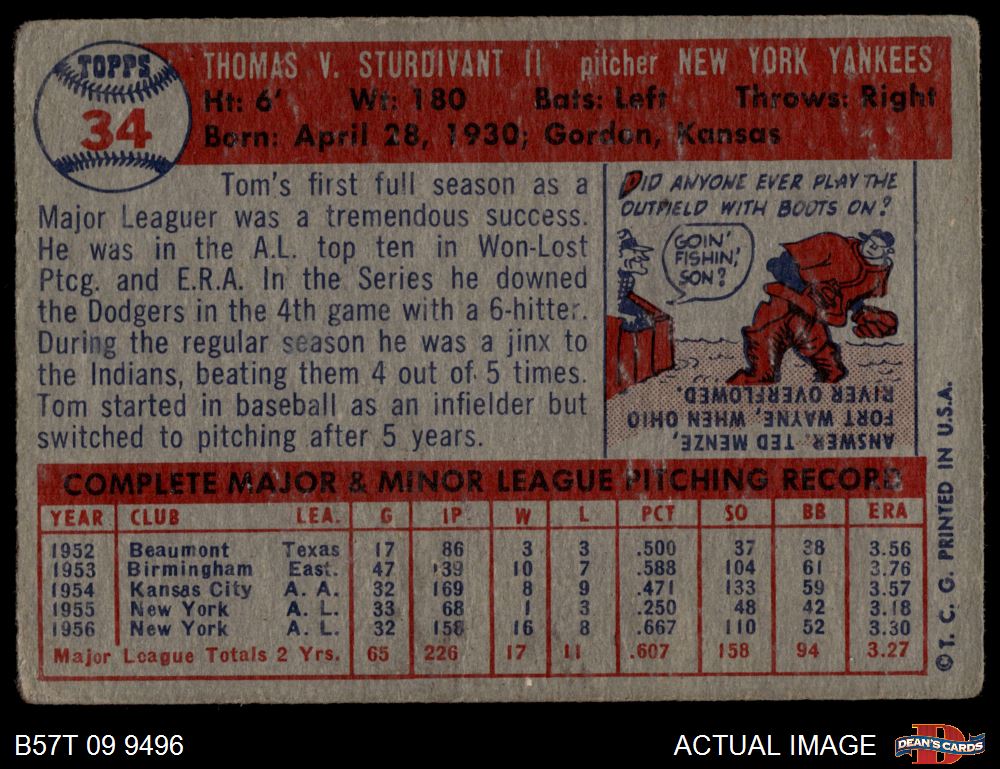 TOPPS
34
THOMAS V. STURDIVANT II pitcher NEW YORK YANKEES
Ht: 6' Wt: 180 Bats: Left Throws: Right
Born: April 28, 1930; Gordon, Kansas
Tom's first full season as a
Major Leaguer was a tremendous success.
He was in the A.L. top ten in Won-Lost
Ptcg. and E.R.A. In the Series he downed
the Dodgers in the 4th game with a 6-hitter.
During the regular season he was a jinx to
the Indians, beating them 4 out of 5 times.
Tom started in baseball as an infielder but
switched to pitching after 5 years.
DID ANYONE EVER PLAY THE
OUTFIELD WITH BOOTS ON?
GOIN'
FISHIN',
SON?
ANSWER. TED MENZE,
FORT WAYNE, WHEN OHIO
RIVER OVERFLOWED.
COMPLETE MAJOR & MINOR LEAGUE PITCHING RECORD
YEAR CLUB LEA. G IP W L PCT SO BB ERA
1952 Beaumont Texas 17 86 3 3 .500 37 38 3.56
1953 Birmingham East. 47 139 10 7 .588 104 61 3.76
1954 Kansas City A. A. 32 169 8 9 .471 133 59 3.57
1955 New York A. L. 33 68 1 3 .250 48 42 3.18
1956 New York A. L. 32 158 16 8 .667 110 52 3.30
Major League Totals 2 Yrs. 65 226 17 11 .607 158 94 3.27
© T. C. G. PRINTED IN U.S.A.
B57T 09 9496
ACTUAL IMAGE
D
DEAN'S CARDS